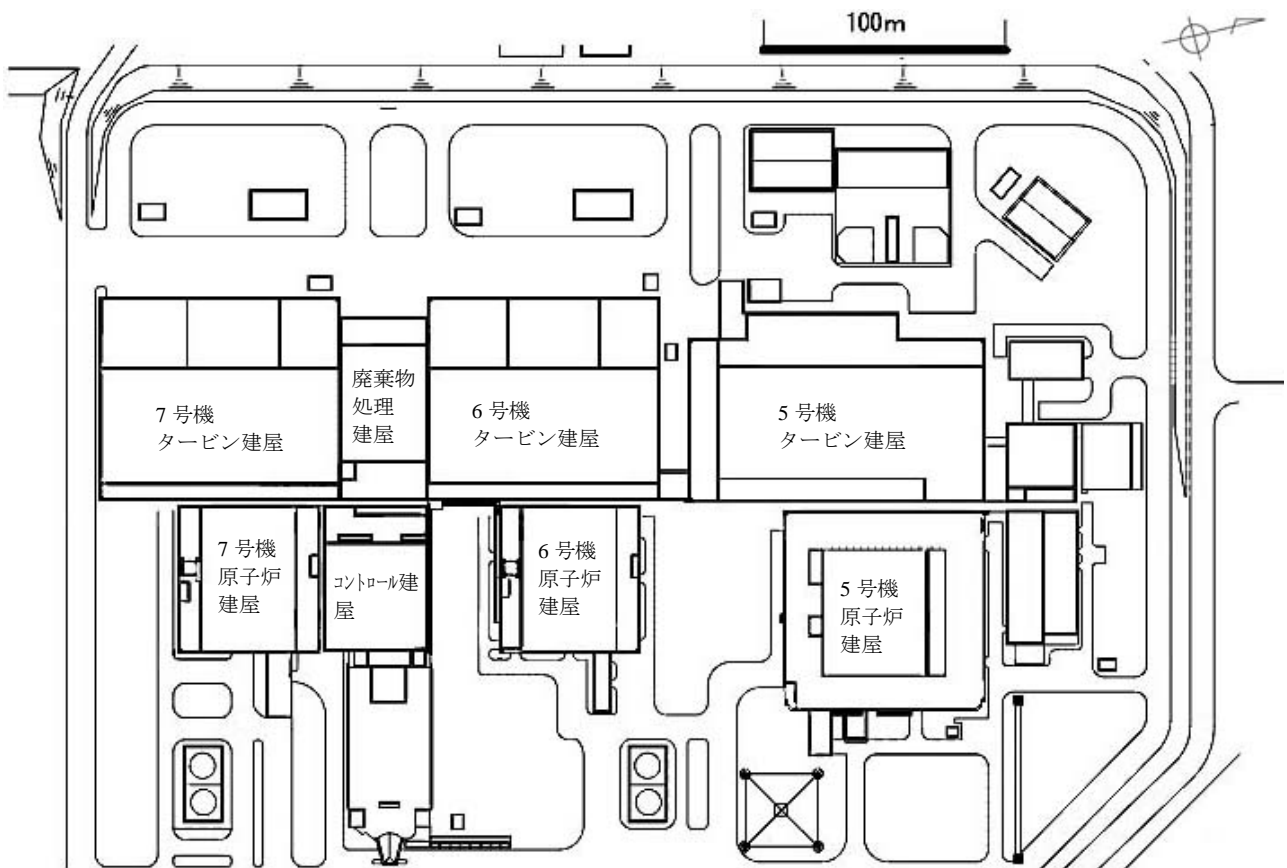 100m
廃棄物
処理
建屋
7 号機
タービン建屋
6 号機
タービン建屋
5 号機
タービン建屋
7 号機
原子炉
建屋
コントロール建
屋
6 号機
原子炉
建屋
5 号機
原子炉
建屋